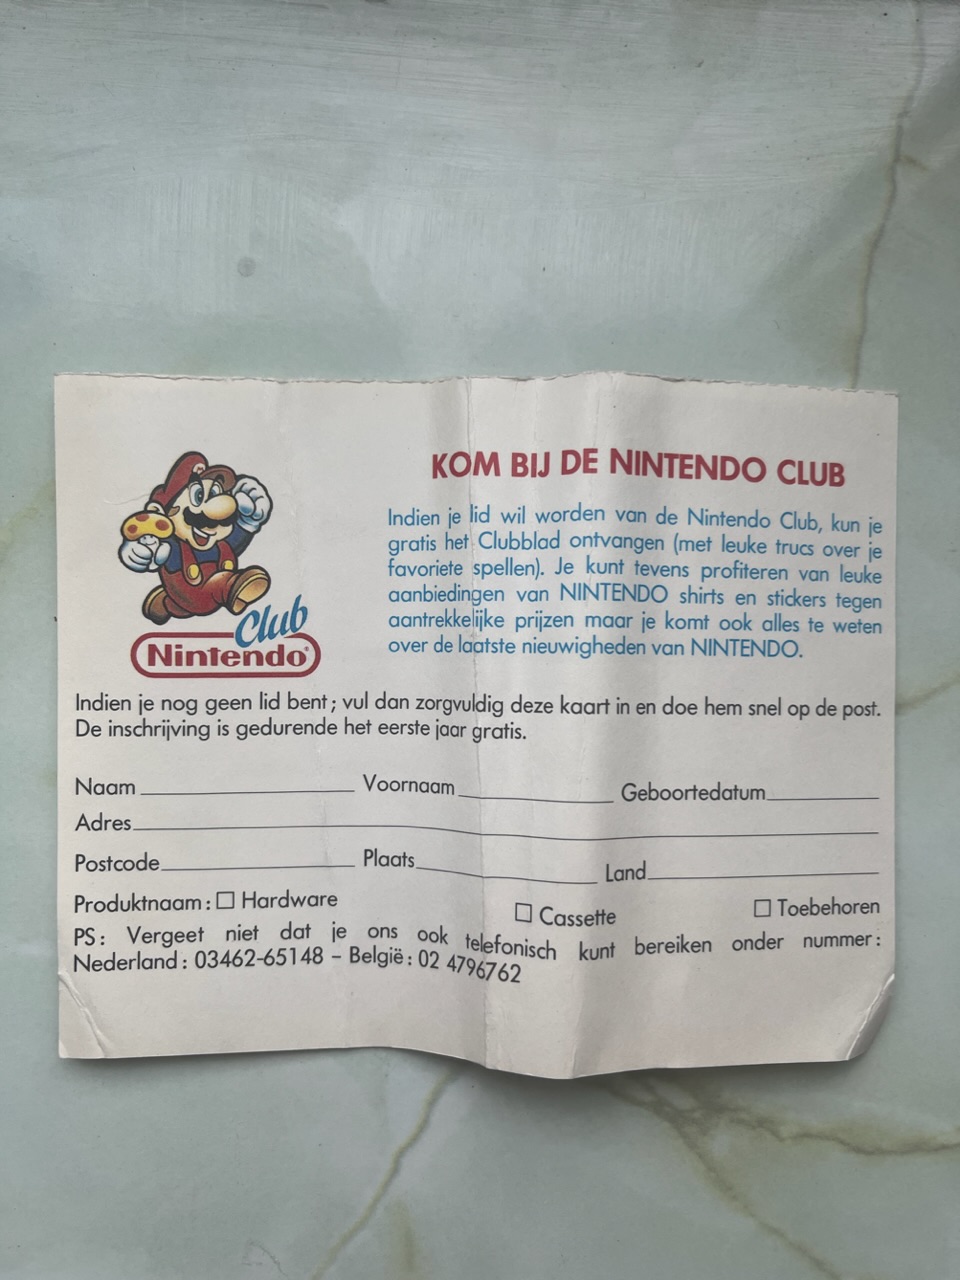 KOM BIJ DE NINTENDO CLUB
Indien je lid wil worden van de Nintendo Club, kun je
gratis het Clubblad ontvangen (met leuke trucs over je
favoriete spellen). Je kunt tevens profiteren van leuke
aanbiedingen van NINTENDO shirts en stickers tegen
aantrekkelijke prijzen maar je komt ook alles te weten
over de laatste nieuwigheden van NINTENDO.
Club
Nintendo®
Indien je nog geen lid bent; vul dan zorgvuldig deze kaart in en doe hem snel op de post.
De inschrijving is gedurende het eerste jaar gratis.
Naam Voornaam Geboortedatum
Adres
Postcode Plaats Land
Produktnaam: Hardware Cassette Toebehoren
PS: Vergeet niet dat je ons ook telefonisch kunt bereiken onder nummer:
Nederland: 03462-65148 – België: 02 4796762